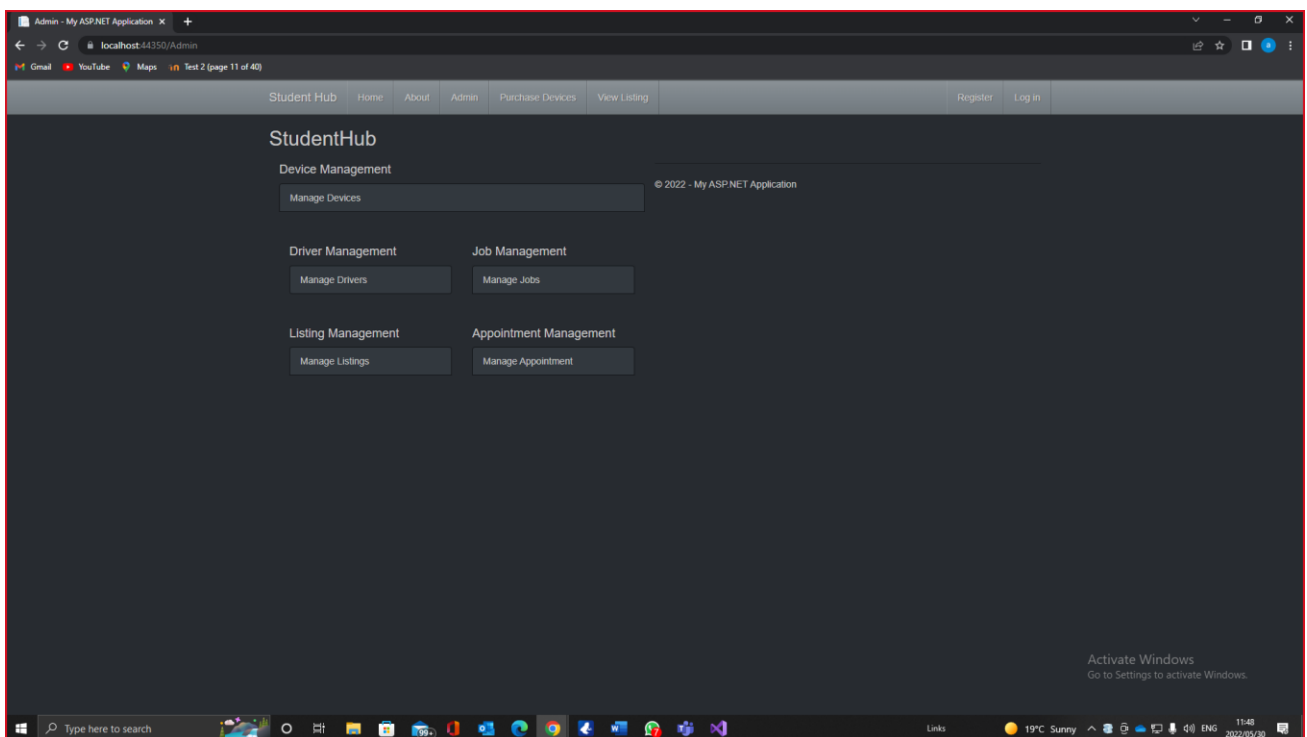 Admin - My ASP.NET Application
localhost:44350/Admin
Gmail YouTube Maps Test 2 (page 11 of 40)
Student Hub Home About Admin Purchase Devices View Listing Register Log in
StudentHub
Device Management
Manage Devices
© 2022 - My ASP.NET Application
Driver Management Job Management
Manage Drivers Manage Jobs
Listing Management Appointment Management
Manage Listings Manage Appointment
Activate Windows
Go to Settings to activate Windows.
Type here to search 99+ Links 19°C Sunny ENG 11:48
2022/05/30